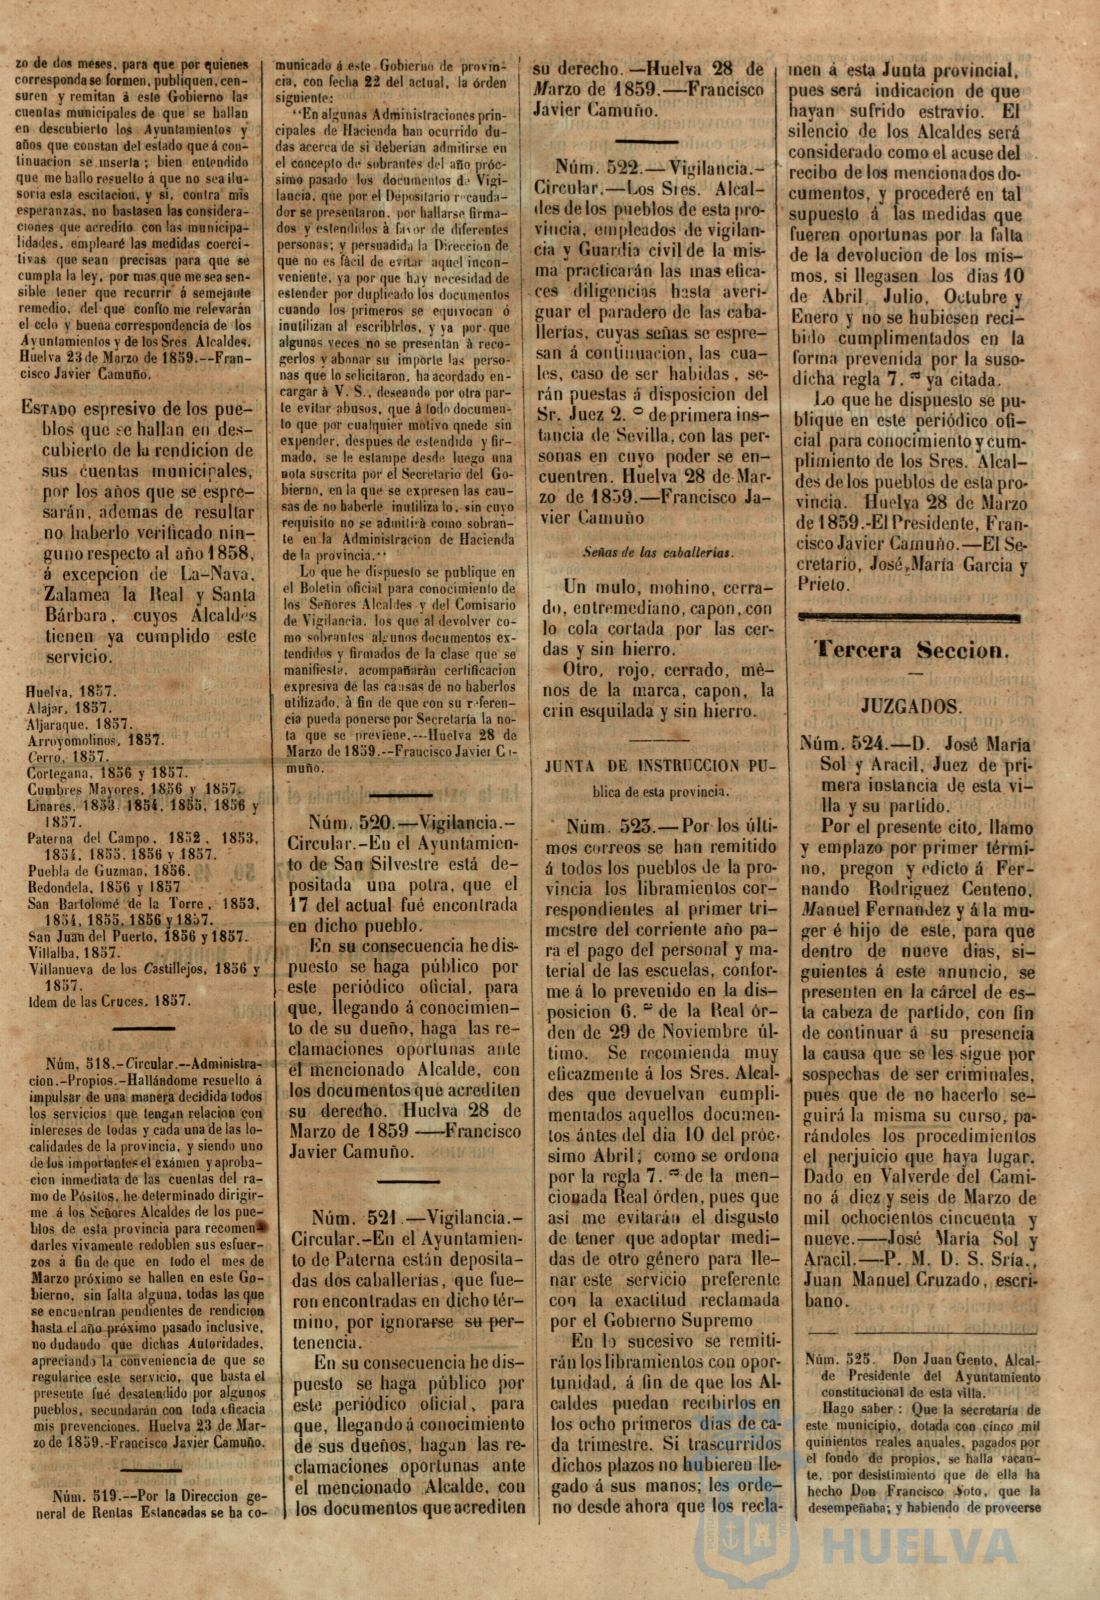 zo de dos meses, para que por quienes
corresponda se formen, publiquen, cen-
suren y remitan á este Gobierno las
cuentas municipales de que se hallan
en descubierto los Ayuntamientos y
años que constan del estado que á con-
tinuacion se inserta; bien entendido
que me hallo resuelto á que no sea ilu-
soria esta escitacion, y si, contra mis
esperanzas, no bastasen las considera-
ciones que acredito con las municipa-
lidades, emplearé las medidas coerci-
tivas que sean precisas para que se
cumpla la ley, por mas que me sea sen-
sible tener que recurrir á semejante
remedio, del que confio me relevarán
el celo y buena correspondencia de los
Ayuntamientos y de los Sres. Alcaldes.
Huelva 23 de Marzo de 1859.--Fran-
cisco Javier Camuño.
ESTADO espresivo de los pue-
blos que se hallan en des-
cubierto de la rendicion de
sus cuentas municipales,
por los años que se espre-
sarán, ademas de resultar
no haberlo verificado nin-
guno respecto al año 1858,
á excepcion de La-Nava,
Zalamea la Real y Santa
Bárbara, cuyos Alcaldes
tienen ya cumplido este
servicio.
Huelva, 1857.
Alajar, 1857.
Aljaraque, 1857.
Arroyomolinos, 1857.
Cerro, 1857.
Cortegana, 1856 y 1857.
Cumbres Mayores, 1856 y 1857.
Linares, 1853, 1854, 1855, 1856 y
1857.
Paterna del Campo, 1852, 1853,
1854, 1855, 1856 y 1857.
Puebla de Guzman, 1856.
Redondela, 1856 y 1857
San Bartolomé de la Torre, 1853,
1854, 1855, 1856 y 1857.
San Juan del Puerto, 1856 y 1857.
Villalba, 1857.
Villanueva de los Castillejos, 1856 y
1857.
Idem de las Cruces, 1857.
Núm. 518.-Circular.--Administra-
cion.-Propios.-Hallándome resuelto á
impulsar de una manera decidida todos
los servicios que tengan relacion con
intereses de todas y cada una de las lo-
calidades de la provincia, y siendo uno
de los importantes el exámen y aproba-
cion inmediata de las cuentas del ra-
mo de Pósitos, he determinado dirigir-
me á los Señores Alcaldes de los pue-
blos de esta provincia para recomen
darles vivamente redoblen sus esfuer-
zos á fin de que en todo el mes de
Marzo próximo se hallen en este Go-
bierno, sin falta alguna, todas las que
se encuentran pendientes de rendicion
hasta el año próximo pasado inclusive,
no dudando que dichas Autoridades,
apreciando la conveniencia de que se
regularice este servicio, que hasta el
presente fué desatendido por algunos
pueblos, secundarán con toda eficacia
mis prevenciones. Huelva 23 de Mar-
zo de 1859.-Francisco Javier Camuño.
Núm. 519.--Por la Direccion ge-
neral de Rentas Estancadas se ha co-
municado á este Gobierno de provin-
cia, con fecha 22 del actual, la órden
siguiente:
"En algunas Administraciones prin-
cipales de Hacienda han ocurrido du-
das acerca de si deberian admitirse en
el concepto de sobrantes del año próc-
simo pasado los documentos de Vigi-
lancia, que por el Depositario recauda-
dor se presentaron, por hallarse firma-
dos y estendidos á favor de diferentes
personas; y persuadida la Direccion de
que no es fácil de evitar aquel incon-
veniente, ya por que hay necesidad de
estender por duplicado los documentos
cuando los primeros se equivocan ó
inutilizan al escribirlos, y ya por que
algunas veces no se presentan á reco-
gerlos y abonar su importe las perso-
nas que lo solicitaron, ha acordado en-
cargar á V. S., deseando por otra par-
te evitar abusos, que á todo documen-
to que por cualquier motivo quede sin
expender, despues de estendido y fir-
mado, se le estampe desde luego una
nota suscrita por el Secretario del Go-
bierno, en la que se expresen las cau-
sas de no haberle inutilizado, sin cuyo
requisito no se admitirá como sobran-
te en la Administracion de Hacienda
de la provincia."
Lo que he dispuesto se publique en
el Boletin oficial para conocimiento de
los Señores Alcaldes y del Comisario
de Vigilancia, los que al devolver co-
mo sobrantes algunos documentos ex-
tendidos y firmados de la clase que se
manifiesta, acompañarán certificacion
expresiva de las causas de no haberlos
utilizado, á fin de que con su referen-
cia pueda ponerse por Secretaría la no-
ta que se previene.---Huelva 28 de
Marzo de 1859.--Francisco Javier Ca-
muño.
Núm. 520.—Vigilancia.—
Circular.-En el Ayuntamien-
to de San Silvestre está de-
positada una potra, que el
17 del actual fué encontrada
en dicho pueblo.
En su consecuencia he dis-
puesto se haga público por
este periódico oficial, para
que, llegando á conocimien-
to de su dueño, haga las re-
clamaciones oportunas ante
el mencionado Alcalde, con
los documentos que acrediten
su derecho. Huelva 28 de
Marzo de 1859 —-Francisco
Javier Camuño.
Núm. 521.—Vigilancia.—
Circular.-En el Ayuntamien-
to de Paterna están deposita-
das dos caballerías, que fue-
ron encontradas en dicho tér-
mino, por ignorarse su per-
tenencia.
En su consecuencia he dis-
puesto se haga público por
este periódico oficial, para
que, llegando á conocimiento
de sus dueños, hagan las re-
clamaciones oportunas ante
el mencionado Alcalde, con
los documentos que acrediten
su derecho. —Huelva 28 de
Marzo de 1859.—-Francisco
Javier Camuño.
Núm. 522.—Vigilancia.—
Circular.—Los Sres. Alcal-
des de los pueblos de esta pro-
vincia, empleados de vigilan-
cia y Guardia civil de la mis-
ma practicarán las mas efica-
ces diligencias hasta averi-
guar el paradero de las caba-
llerías, cuyas señas se espre-
san á continuacion, las cua-
les, caso de ser habidas, se-
rán puestas á disposicion del
Sr. Juez 2.º de primera ins-
tancia de Sevilla, con las per-
sonas en cuyo poder se en-
cuentren. Huelva 28 de Mar-
zo de 1859.—Francisco Ja-
vier Camuño
Señas de las caballerías.
Un mulo, mohino, cerra-
do, entremediano, capon, con
lo cola cortada por las cer-
das y sin hierro.
Otro, rojo, cerrado, mé-
nos de la marca, capon, la
crin esquilada y sin hierro.
JUNTA DE INSTRUCCION PU-
blica de esta provincia.
Núm. 523.—Por los últi-
mos correos se han remitido
á todos los pueblos de la pro-
vincia los libramientos cor-
respondientes al primer tri-
mestre del corriente año pa-
ra el pago del personal y ma-
terial de las escuelas, confor-
me á lo prevenido en la dis-
posicion 6.ª de la Real ór-
den de 29 de Noviembre úl-
timo. Se recomienda muy
eficazmente á los Sres. Alcal-
des que devuelvan cumpli-
mentados aquellos documen-
tos ántes del dia 10 del próc-
simo Abril; como se ordona
por la regla 7.ª de la men-
cionada Real órden, pues que
asi me evitarán el disgusto
de tener que adoptar medi-
das de otro género para lle-
nar este servicio preferente
con la exactitud reclamada
por el Gobierno Supremo
En lo sucesivo se remiti-
rán los libramientos con opor-
tunidad, á fin de que los Al-
caldes puedan recibirlos en
los ocho primeros dias de ca-
da trimestre. Si trascurridos
dichos plazos no hubieren lle-
gado á sus manos; les orde-
no desde ahora que los recla-
men á esta Junta provincial,
pues será indicacion de que
hayan sufrido estravio. El
silencio de los Alcaldes será
considerado como el acuse del
recibo de los mencionados do-
cumentos, y procederé en tal
supuesto á las medidas que
fueren oportunas por la falta
de la devolucion de los mis-
mos, si llegasen los dias 10
de Abril, Julio, Octubre y
Enero y no se hubiesen reci-
bido cumplimentados en la
forma prevenida por la suso-
dicha regla 7.ª ya citada.
Lo que he dispuesto se pu-
blique en este periódico ofi-
cial para conocimiento y cum-
plimiento de los Sres. Alcal-
des de los pueblos de esta pro-
vincia. Huelva 28 de Marzo
de 1859.-El Presidente, Fran-
cisco Javier Camuño.—El Se-
cretario, José María Garcia y
Prieto.
Tercera Seccion.
JUZGADOS.
Núm. 524.—D. José María
Sol y Aracil, Juez de pri-
mera instancia de esta vi-
lla y su partido.
Por el presente cito, llamo
y emplazo por primer térmi-
no, pregon y edicto á Fer-
nando Rodriguez Centeno,
Manuel Fernandez y á la mu-
ger é hijo de este, para que
dentro de nueve dias, si-
guientes á este anuncio, se
presenten en la cárcel de es-
ta cabeza de partido, con fin
de continuar á su presencia
la causa que se les sigue por
sospechas de ser criminales,
pues que de no hacerlo se-
guirá la misma su curso, pa-
rándoles los procedimientos
el perjuicio que haya lugar.
Dado en Valverde del Cami-
no á diez y seis de Marzo de
mil ochocientos cincuenta y
nueve.—-José María Sol y
Aracil.—P. M. D. S. Sría.,
Juan Manuel Cruzado, escri-
bano.
Núm. 525. Don Juan Gento, Alcal-
de Presidente del Ayuntamiento
constitucional de esta villa.
Hago saber: Que la secretaría de
este municipio, dotada con cinco mil
quinientos reales anuales, pagados por
el fondo de propios, se halla vacan-
te, por desistimiento que de ella ha
hecho Don Francisco Soto, que la
desempeñaba; y habiendo de proveerse
HUELVA